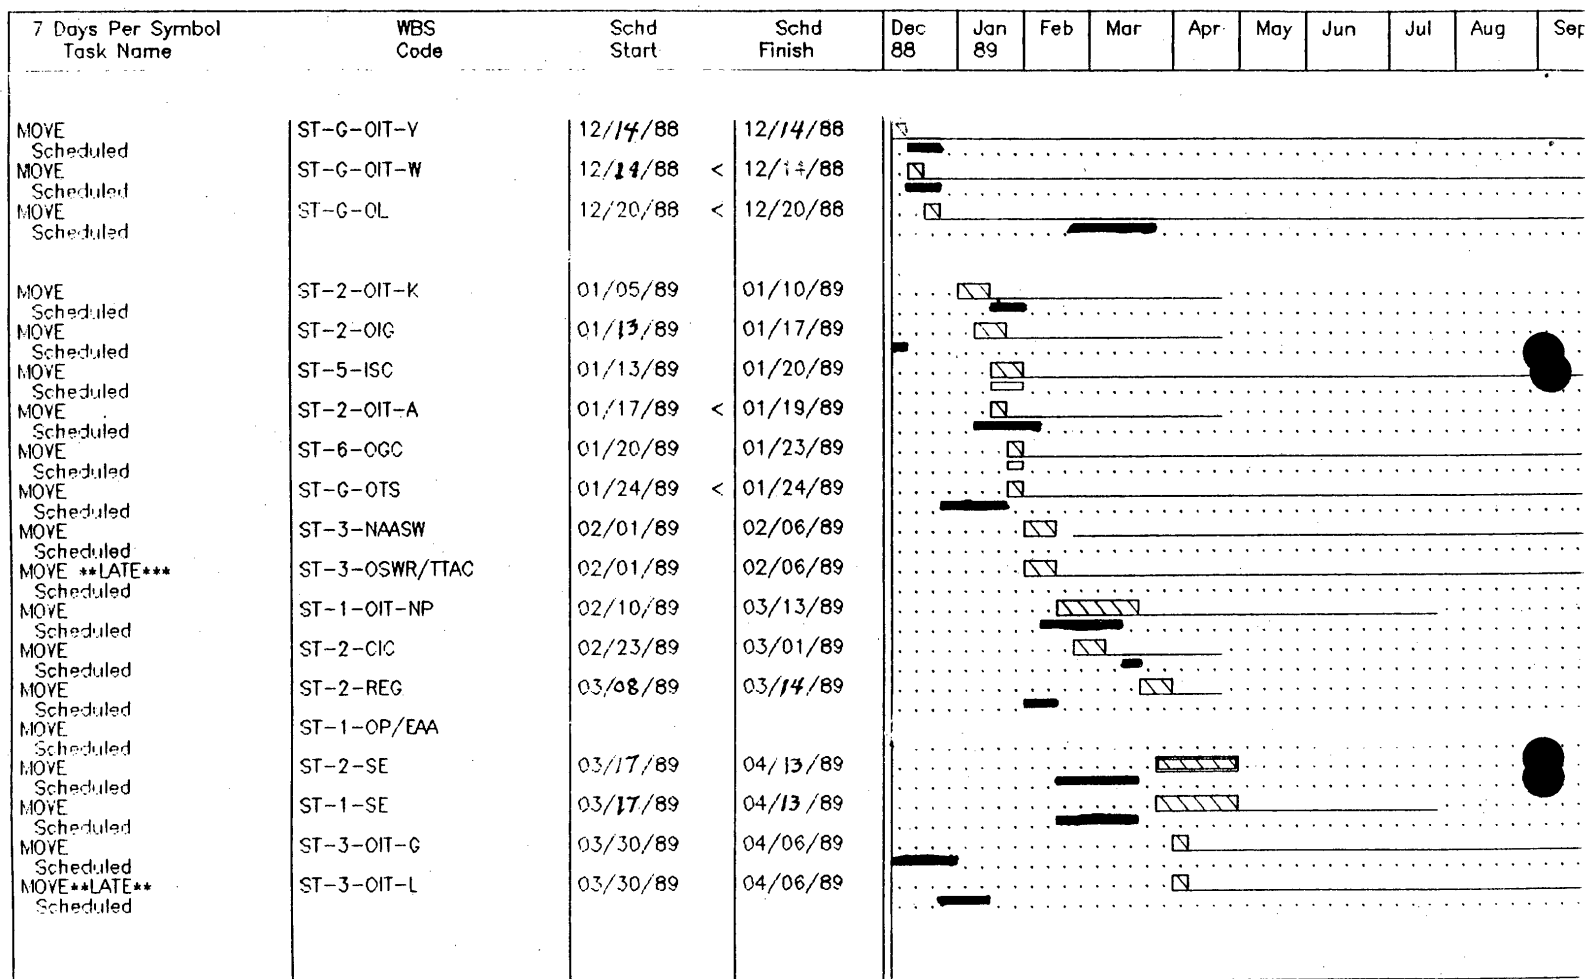 7 Days Per Symbol WBS Schd Schd Dec Jan Feb Mar Apr May Jun Jul Aug Sep
Task Name Code Start Finish 88 89
MOVE ST-G-OIT-V 12/14/88 12/14/88
Scheduled
MOVE ST-G-OIT-W 12/14/88 < 12/14/88
Scheduled
MOVE ST-G-OL 12/20/88 < 12/20/88
Scheduled
MOVE ST-2-OIT-K 01/05/89 01/10/89
Scheduled
MOVE ST-2-OIG 01/13/89 01/17/89
Scheduled
MOVE ST-5-ISC 01/13/89 01/20/89
Scheduled
MOVE ST-2-OIT-A 01/17/89 < 01/19/89
Scheduled
MOVE ST-6-OGC 01/20/89 01/23/89
Scheduled
MOVE ST-G-OTS 01/24/89 < 01/24/89
Scheduled
MOVE ST-3-NAASW 02/01/89 02/06/89
Scheduled
MOVE **LATE*** ST-3-OSWR/TTAC 02/01/89 02/06/89
Scheduled
MOVE ST-1-OIT-NP 02/10/89 03/13/89
Scheduled
MOVE ST-2-CIC 02/23/89 03/01/89
Scheduled
MOVE ST-2-REG 03/08/89 03/14/89
Scheduled
MOVE ST-1-OP/EAA
Scheduled
MOVE ST-2-SE 03/17/89 04/13/89
Scheduled
MOVE ST-1-SE 03/17/89 04/13/89
Scheduled
MOVE ST-3-OIT-G 03/30/89 04/06/89
Scheduled
MOVE**LATE** ST-3-OIT-L 03/30/89 04/06/89
Scheduled